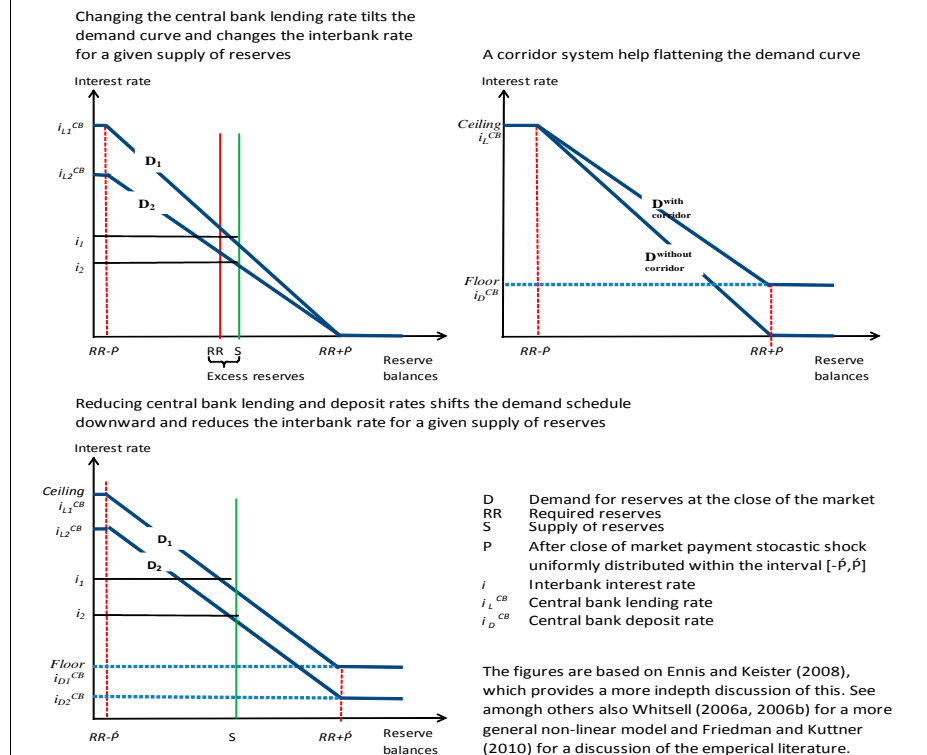 Changing the central bank lending rate tilts the
demand curve and changes the interbank rate
for a given supply of reserves
Interest rate
i_L1^CB
D₁
i_L2^CB
D₂
i₁
i₂
RR-Ṕ
RR
S
RR+Ṕ
Reserve
balances
Excess reserves
A corridor system help flattening the demand curve
Interest rate
Ceiling
i_L^CB
D^with
corridor
D^without
corridor
Floor
i_D^CB
RR-Ṕ
RR+Ṕ
Reserve
balances
Reducing central bank lending and deposit rates shifts the demand schedule
downward and reduces the interbank rate for a given supply of reserves
Interest rate
Ceiling
i_L1^CB
i_L2^CB
D₁
D₂
i₁
i₂
Floor
i_D1^CB
i_D2^CB
RR-Ṕ
S
RR+Ṕ
Reserve
balances
D Demand for reserves at the close of the market
RR Required reserves
S Supply of reserves
P After close of market payment stocastic shock
uniformly distributed within the interval [-Ṕ,Ṕ]
i Interbank interest rate
i_L^CB Central bank lending rate
i_D^CB Central bank deposit rate
The figures are based on Ennis and Keister (2008),
which provides a more indepth discussion of this. See
amongh others also Whitsell (2006a, 2006b) for a more
general non-linear model and Friedman and Kuttner
(2010) for a discussion of the emperical literature.